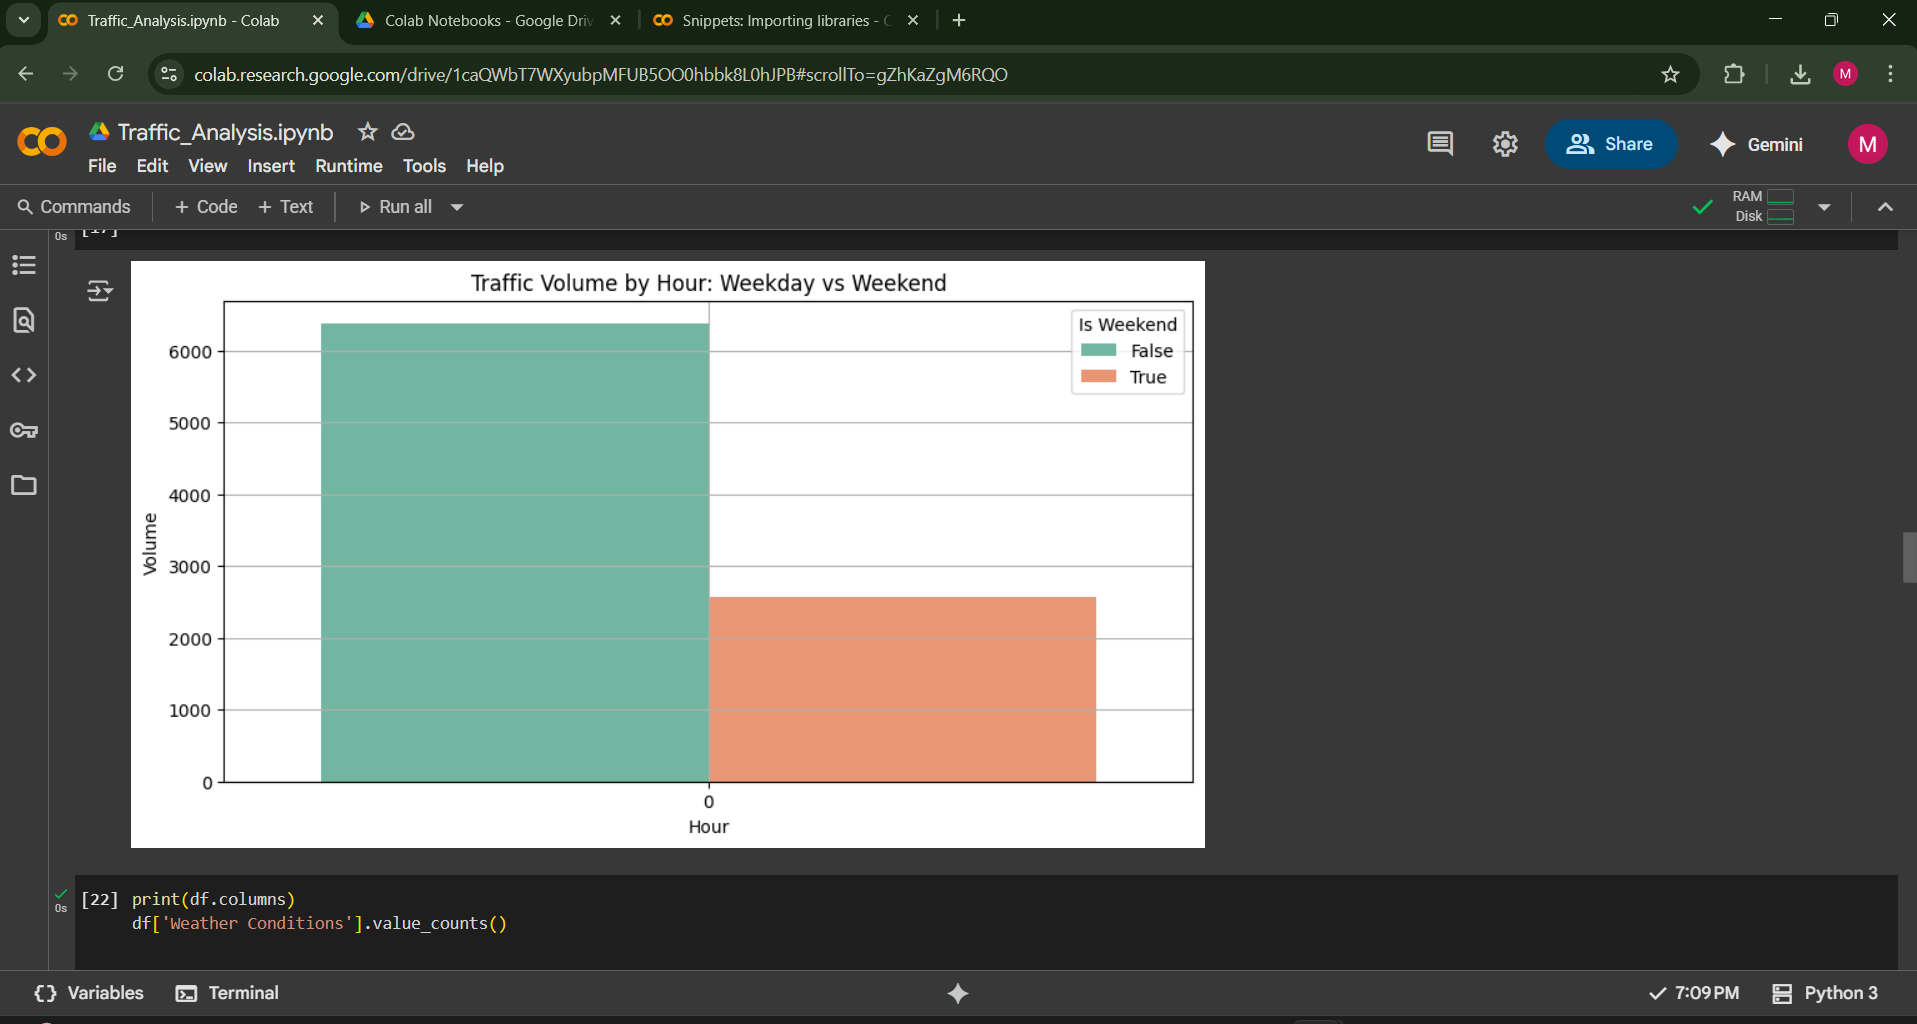 Traffic_Analysis.ipynb - Colab
Colab Notebooks - Google Driv
Snippets: Importing libraries - C
colab.research.google.com/drive/1caQWbT7WXyubpMFUB5OO0hbbk8L0hJPB#scrollTo=gZhKaZgM6RQO
M
Traffic_Analysis.ipynb
File Edit View Insert Runtime Tools Help
Share
Gemini
M
Commands + Code + Text Run all
RAM
Disk
0s
[17]
Traffic Volume by Hour: Weekday vs Weekend
Is Weekend
False
True
6000
5000
4000
3000
2000
1000
0
Volume
0
Hour
0s
[22] print(df.columns)
df['Weather Conditions'].value_counts()
Variables Terminal
7:09 PM Python 3